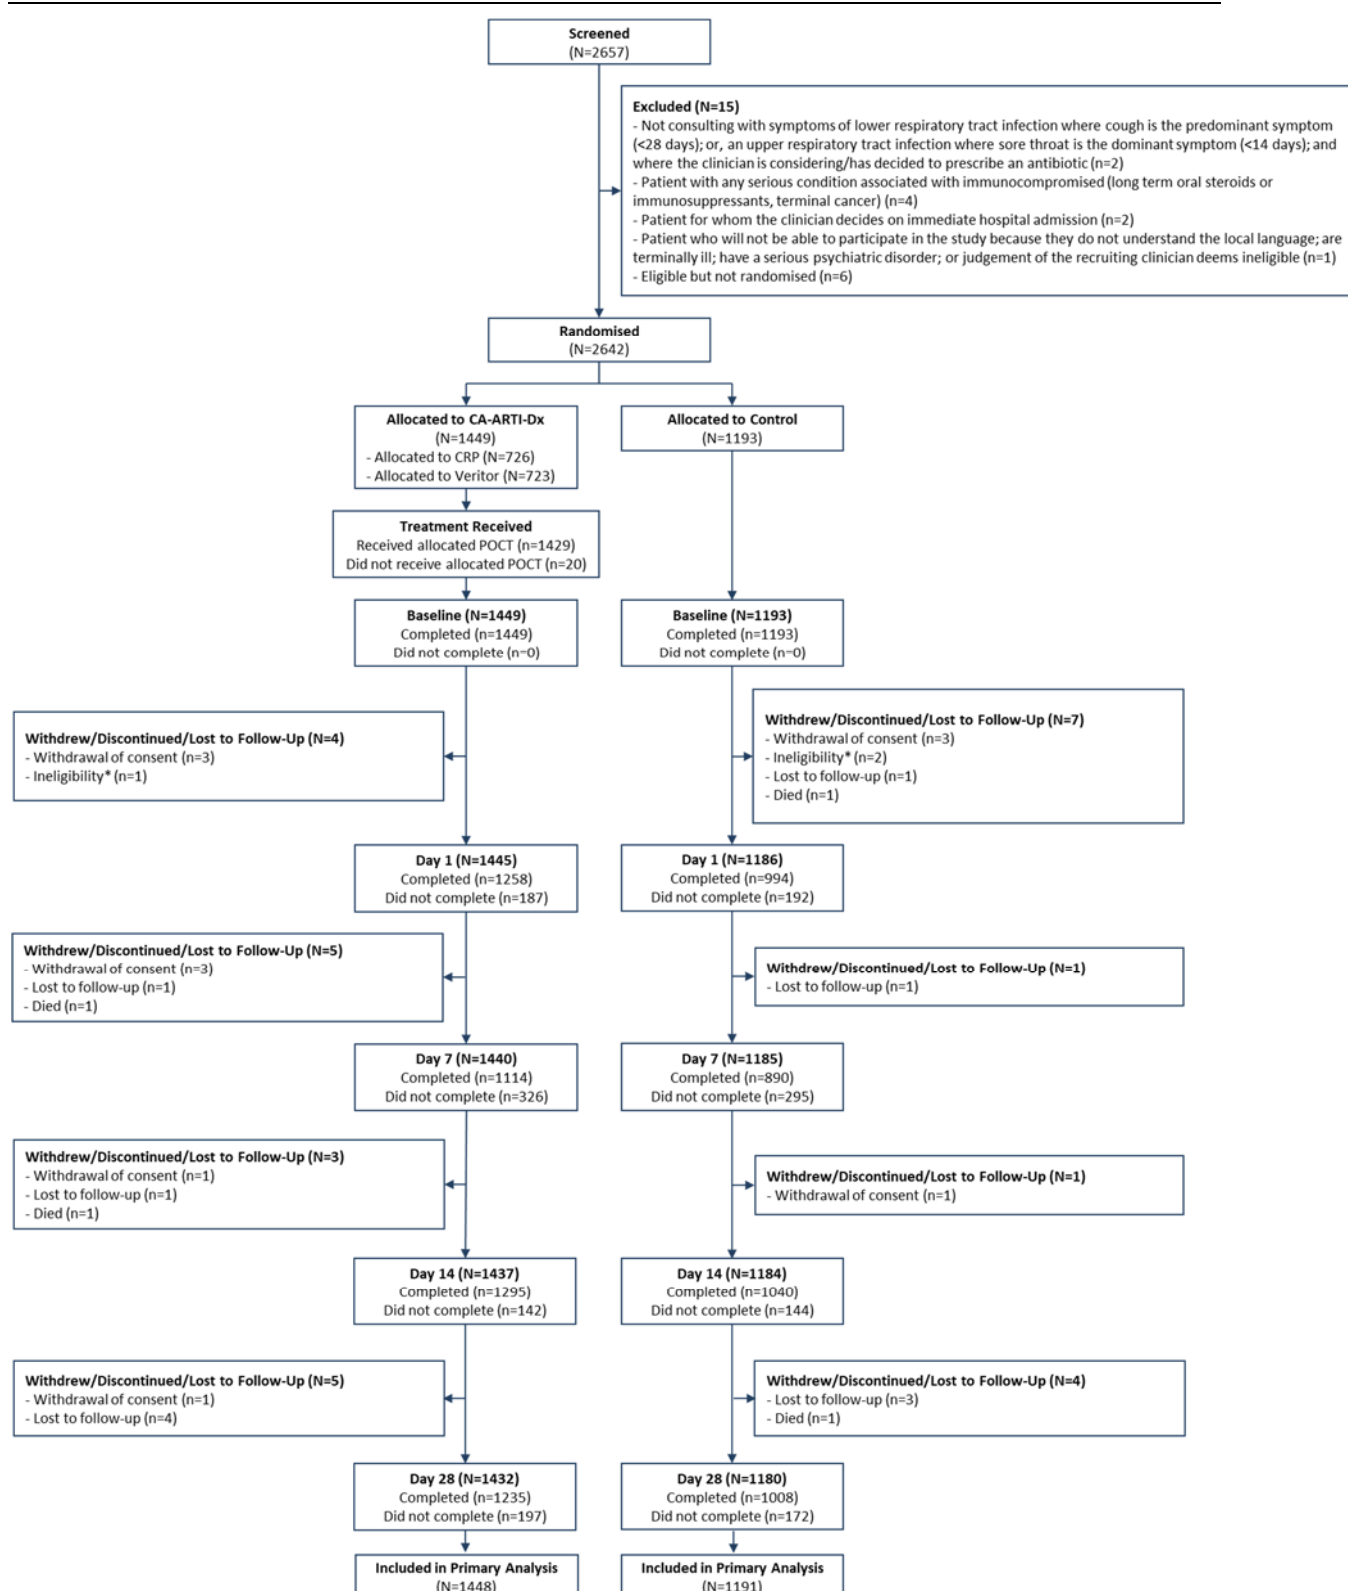 Screened
(N=2657)
Excluded (N=15)
- Not consulting with symptoms of lower respiratory tract infection where cough is the predominant symptom
(<28 days); or, an upper respiratory tract infection where sore throat is the dominant symptom (<14 days); and
where the clinician is considering/has decided to prescribe an antibiotic (n=2)
- Patient with any serious condition associated with immunocompromised (long term oral steroids or
immunosuppressants, terminal cancer) (n=4)
- Patient for whom the clinician decides on immediate hospital admission (n=2)
- Patient who will not be able to participate in the study because they do not understand the local language; are
terminally ill; have a serious psychiatric disorder; or judgement of the recruiting clinician deems ineligible (n=1)
- Eligible but not randomised (n=6)
Randomised
(N=2642)
Allocated to CA-ARTI-Dx
(N=1449)
- Allocated to CRP (N=726)
- Allocated to Veritor (N=723)
Allocated to Control
(N=1193)
Treatment Received
Received allocated POCT (n=1429)
Did not receive allocated POCT (n=20)
Baseline (N=1449)
Completed (n=1449)
Did not complete (n=0)
Baseline (N=1193)
Completed (n=1193)
Did not complete (n=0)
Withdrew/Discontinued/Lost to Follow-Up (N=4)
- Withdrawal of consent (n=3)
- Ineligibility* (n=1)
Withdrew/Discontinued/Lost to Follow-Up (N=7)
- Withdrawal of consent (n=3)
- Ineligibility* (n=2)
- Lost to follow-up (n=1)
- Died (n=1)
Day 1 (N=1445)
Completed (n=1258)
Did not complete (n=187)
Day 1 (N=1186)
Completed (n=994)
Did not complete (n=192)
Withdrew/Discontinued/Lost to Follow-Up (N=5)
- Withdrawal of consent (n=3)
- Lost to follow-up (n=1)
- Died (n=1)
Withdrew/Discontinued/Lost to Follow-Up (N=1)
- Lost to follow-up (n=1)
Day 7 (N=1440)
Completed (n=1114)
Did not complete (n=326)
Day 7 (N=1185)
Completed (n=890)
Did not complete (n=295)
Withdrew/Discontinued/Lost to Follow-Up (N=3)
- Withdrawal of consent (n=1)
- Lost to follow-up (n=1)
- Died (n=1)
Withdrew/Discontinued/Lost to Follow-Up (N=1)
- Withdrawal of consent (n=1)
Day 14 (N=1437)
Completed (n=1295)
Did not complete (n=142)
Day 14 (N=1184)
Completed (n=1040)
Did not complete (n=144)
Withdrew/Discontinued/Lost to Follow-Up (N=5)
- Withdrawal of consent (n=1)
- Lost to follow-up (n=4)
Withdrew/Discontinued/Lost to Follow-Up (N=4)
- Lost to follow-up (n=3)
- Died (n=1)
Day 28 (N=1432)
Completed (n=1235)
Did not complete (n=197)
Day 28 (N=1180)
Completed (n=1008)
Did not complete (n=172)
Included in Primary Analysis
(N=1448)
Included in Primary Analysis
(N=1191)